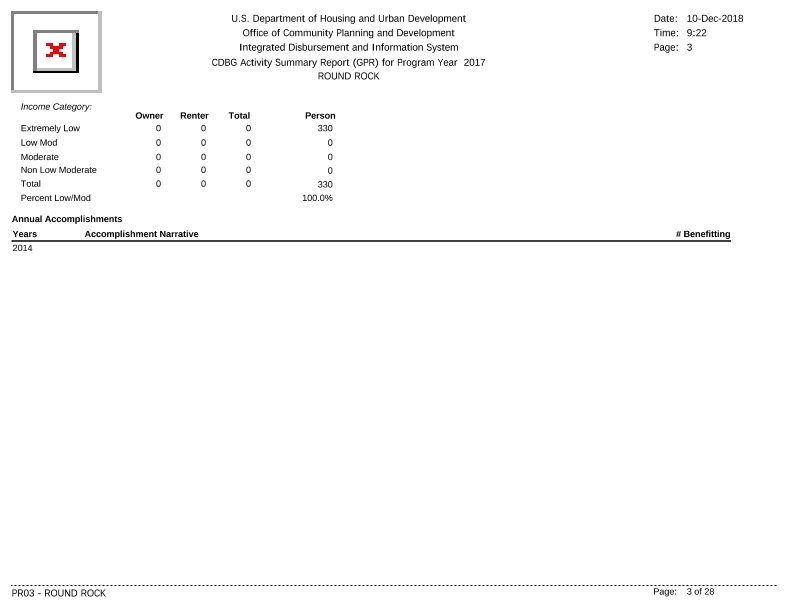 U.S. Department of Housing and Urban Development
Office of Community Planning and Development
Integrated Disbursement and Information System
CDBG Activity Summary Report (GPR) for Program Year 2017
ROUND ROCK
Date: 10-Dec-2018
Time: 9:22
Page: 3
Income Category:
Owner Renter Total Person
Extremely Low 0 0 0 330
Low Mod 0 0 0 0
Moderate 0 0 0 0
Non Low Moderate 0 0 0 0
Total 0 0 0 330
Percent Low/Mod 100.0%
Annual Accomplishments
Years Accomplishment Narrative # Benefitting
2014
PR03 - ROUND ROCK Page: 3 of 28